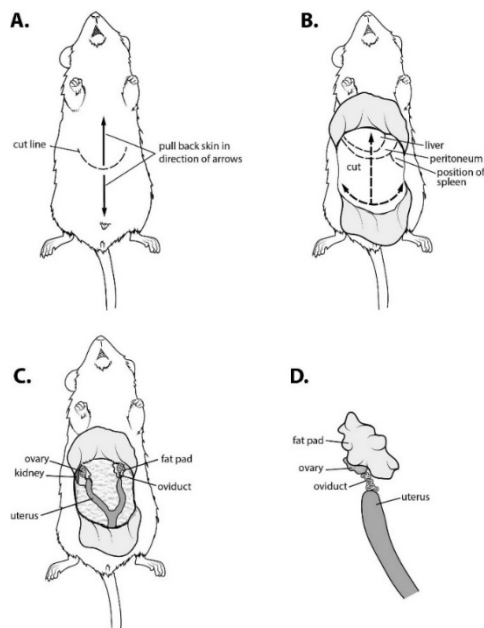 A.
cut line
pull back skin in
direction of arrows
B.
liver
peritoneum
position of
spleen
cut
C.
ovary
kidney
uterus
fat pad
oviduct
D.
fat pad
ovary
oviduct
uterus